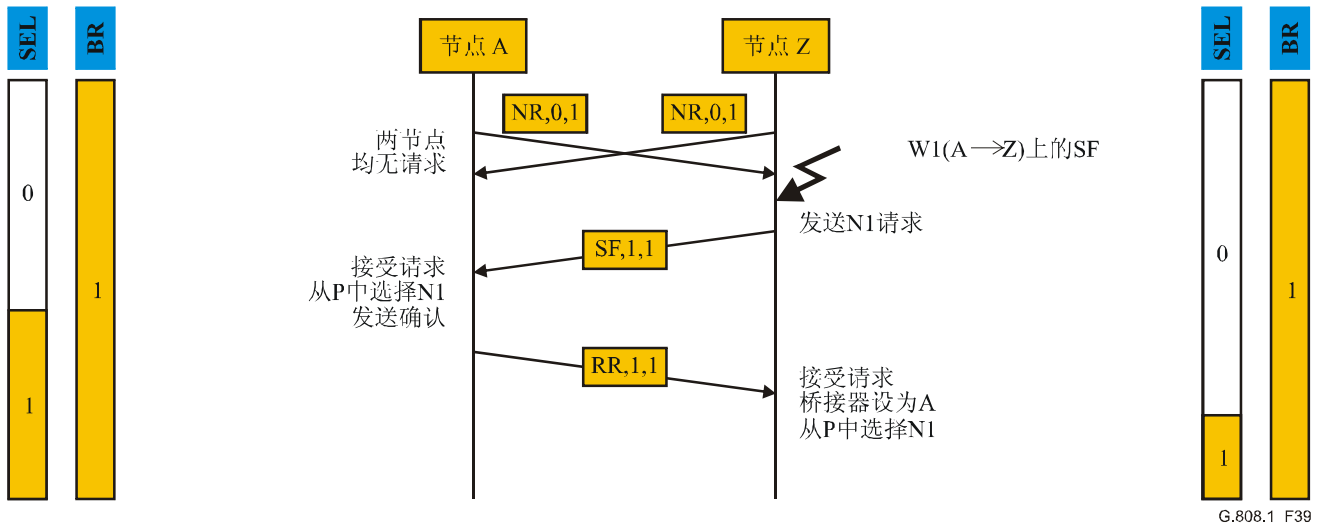 SEL
BR
节点 A
节点 Z
SEL
BR
NR,0,1
NR,0,1
两节点
均无请求
W1(A→Z)上的SF
0
发送N1请求
SF,1,1
0
接受请求
从P中选择N1
发送确认
1
1
RR,1,1
接受请求
桥接器设为A
从P中选择N1
1
1
G.808.1_F39